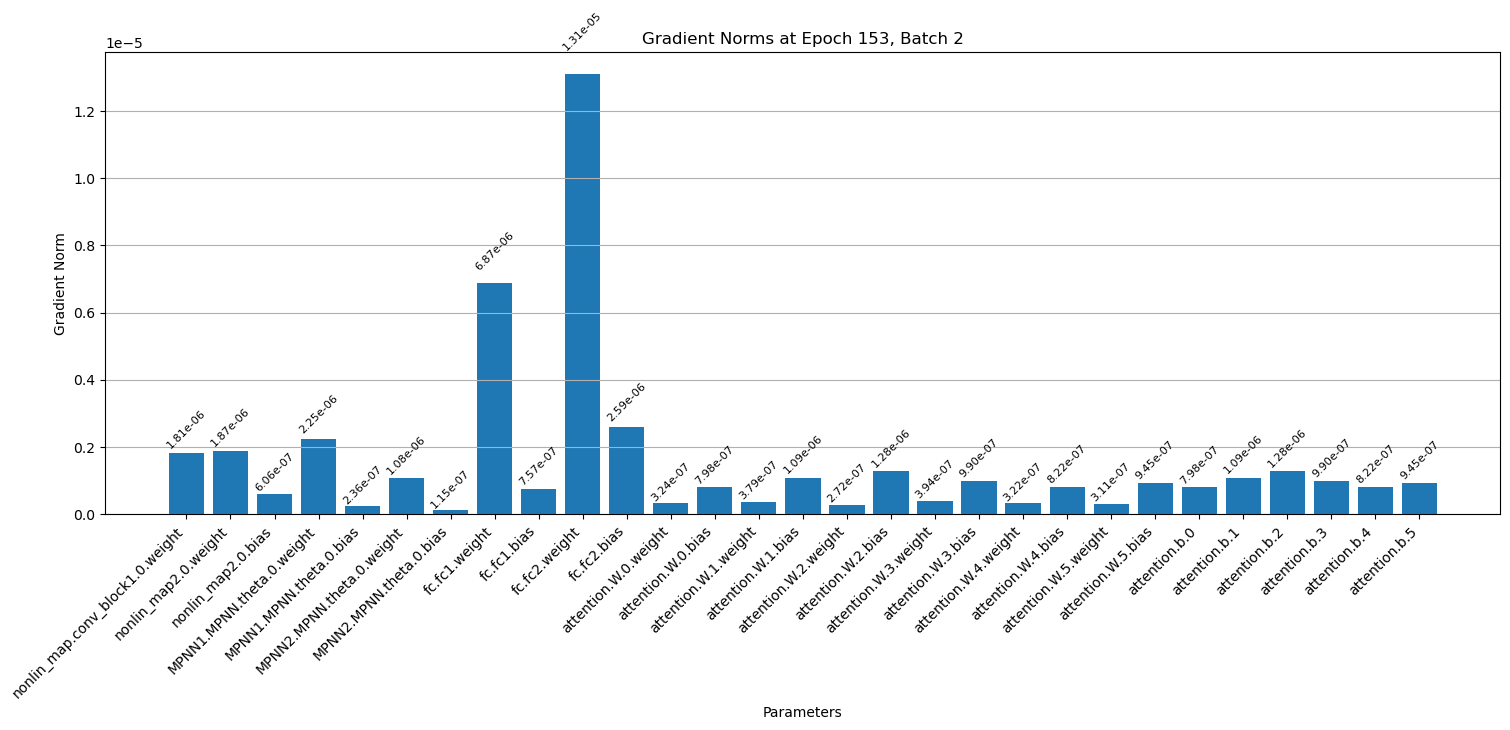 Gradient Norms at Epoch 153, Batch 2
1e−5
Gradient Norm
1.2
1.0
0.8
0.6
0.4
0.2
0.0
1.81e-06
1.87e-06
6.06e-07
2.25e-06
2.36e-07
1.08e-06
1.15e-07
6.87e-06
7.57e-07
1.31e-05
2.59e-06
3.24e-07
7.98e-07
3.79e-07
1.09e-06
2.72e-07
1.28e-06
3.94e-07
9.90e-07
3.22e-07
8.22e-07
3.11e-07
9.45e-07
7.98e-07
1.09e-06
1.28e-06
9.90e-07
8.22e-07
9.45e-07
nonlin_map.conv_block1.0.weight
nonlin_map2.0.weight
nonlin_map2.0.bias
MPNN1.MPNN.theta.0.weight
MPNN1.MPNN.theta.0.bias
MPNN2.MPNN.theta.0.weight
MPNN2.MPNN.theta.0.bias
fc.fc1.weight
fc.fc1.bias
fc.fc2.weight
fc.fc2.bias
attention.W.0.weight
attention.W.0.bias
attention.W.1.weight
attention.W.1.bias
attention.W.2.weight
attention.W.2.bias
attention.W.3.weight
attention.W.3.bias
attention.W.4.weight
attention.W.4.bias
attention.W.5.weight
attention.W.5.bias
attention.b.0
attention.b.1
attention.b.2
attention.b.3
attention.b.4
attention.b.5
Parameters